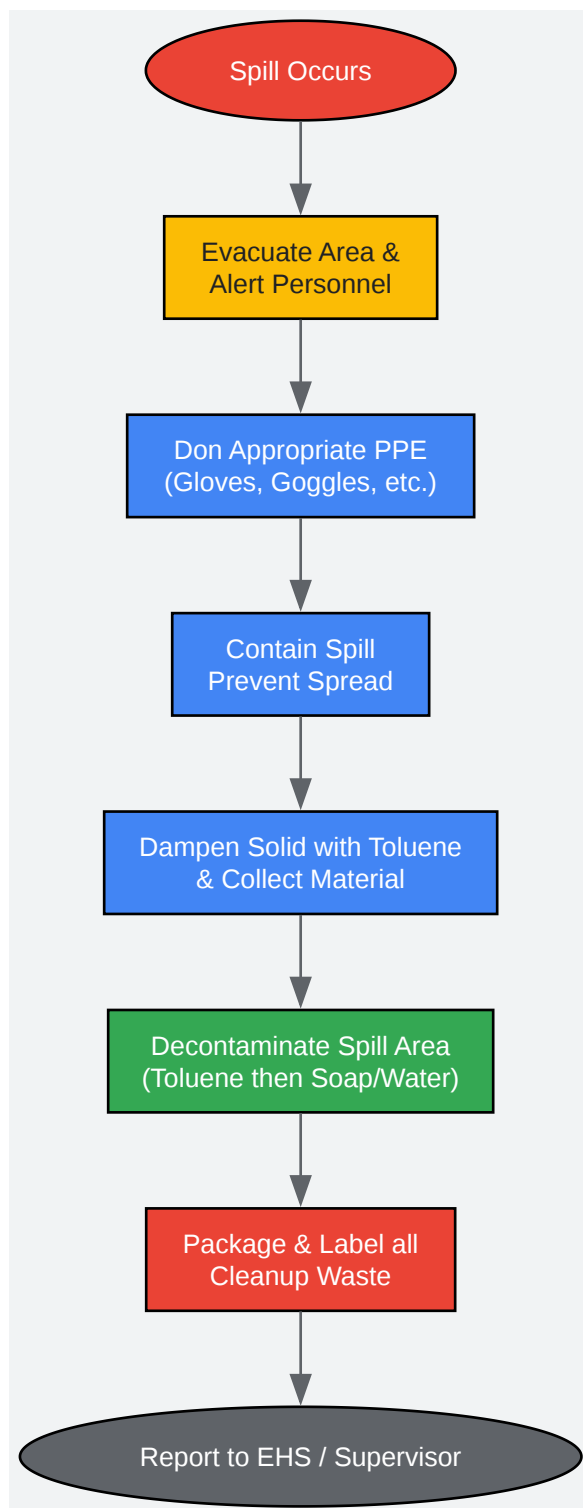 Spill Occurs
Evacuate Area &
Alert Personnel
Don Appropriate PPE
(Gloves, Goggles, etc.)
Contain Spill
Prevent Spread
Dampen Solid with Toluene
& Collect Material
Decontaminate Spill Area
(Toluene then Soap/Water)
Package & Label all
Cleanup Waste
Report to EHS / Supervisor